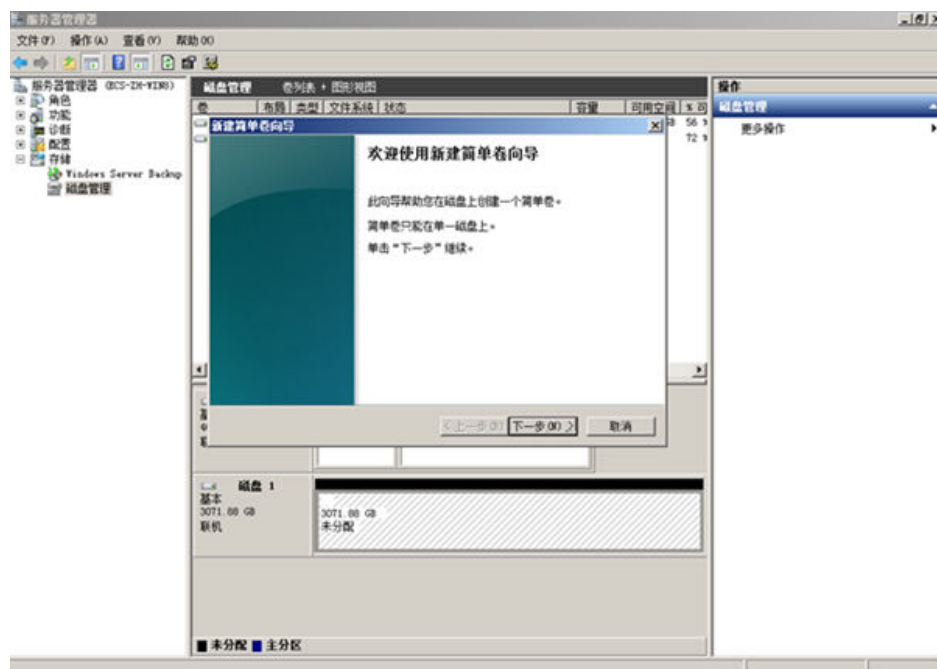 服务器管理器
文件(F) 操作(A) 查看(V) 帮助(H)
服务器管理器 (ECS-ZH-WIN8)
角色
功能
诊断
配置
存储
Windows Server Backup
磁盘管理
磁盘管理 卷列表 + 图形视图
卷 布局 类型 文件系统 状态 容量 可用空间 % 可
56 %
72 %
新建简单卷向导
欢迎使用新建简单卷向导
此向导帮助您在磁盘上创建一个简单卷。
简单卷只能在单一磁盘上。
单击“下一步”继续。
<上一步(B) 下一步(N) > 取消
磁盘 1
基本
3071.88 GB
联机
3071.88 GB
未分配
未分配 主分区
操作
磁盘管理
更多操作